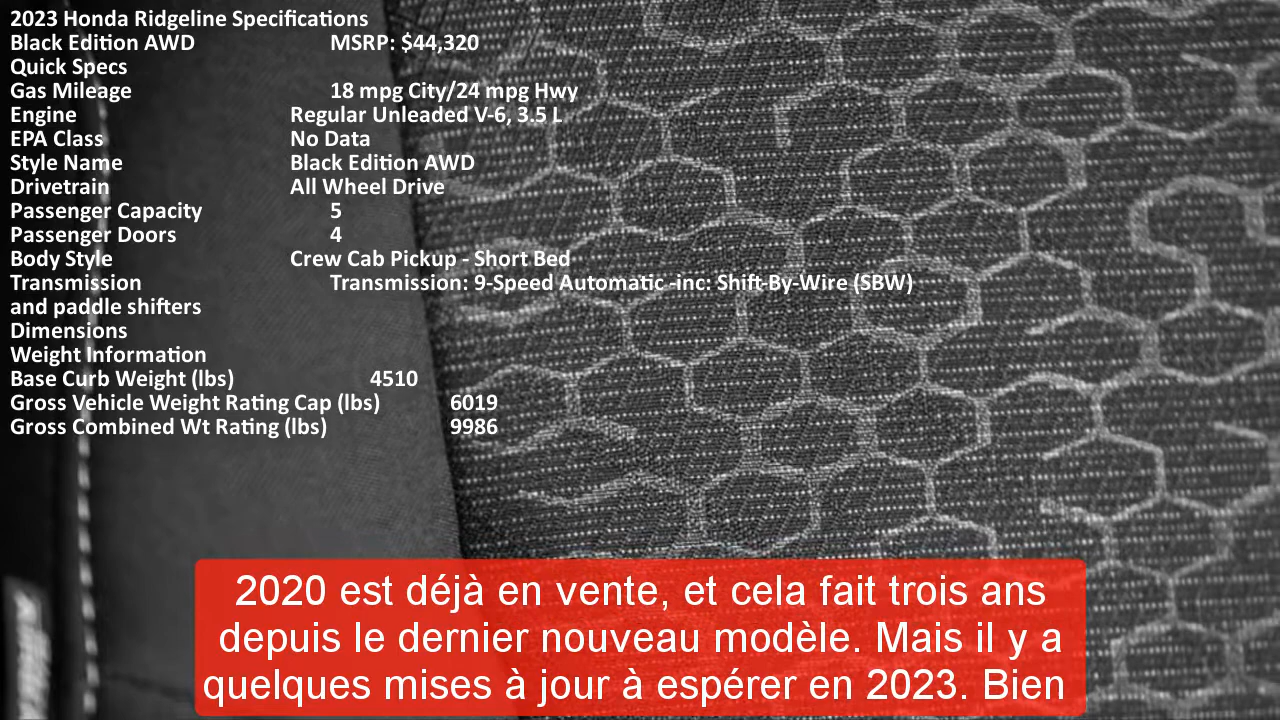 2023 Honda Ridgeline Specifications
Black Edition AWD MSRP: $44,320
Quick Specs
Gas Mileage 18 mpg City/24 mpg Hwy
Engine Regular Unleaded V-6, 3.5 L
EPA Class No Data
Style Name Black Edition AWD
Drivetrain All Wheel Drive
Passenger Capacity 5
Passenger Doors 4
Body Style Crew Cab Pickup - Short Bed
Transmission Transmission: 9-Speed Automatic -inc: Shift-By-Wire (SBW)
and paddle shifters
Dimensions
Weight Information
Base Curb Weight (lbs) 4510
Gross Vehicle Weight Rating Cap (lbs) 6019
Gross Combined Wt Rating (lbs) 9986
2020 est déjà en vente, et cela fait trois ans
depuis le dernier nouveau modèle. Mais il y a
quelques mises à jour à espérer en 2023. Bien